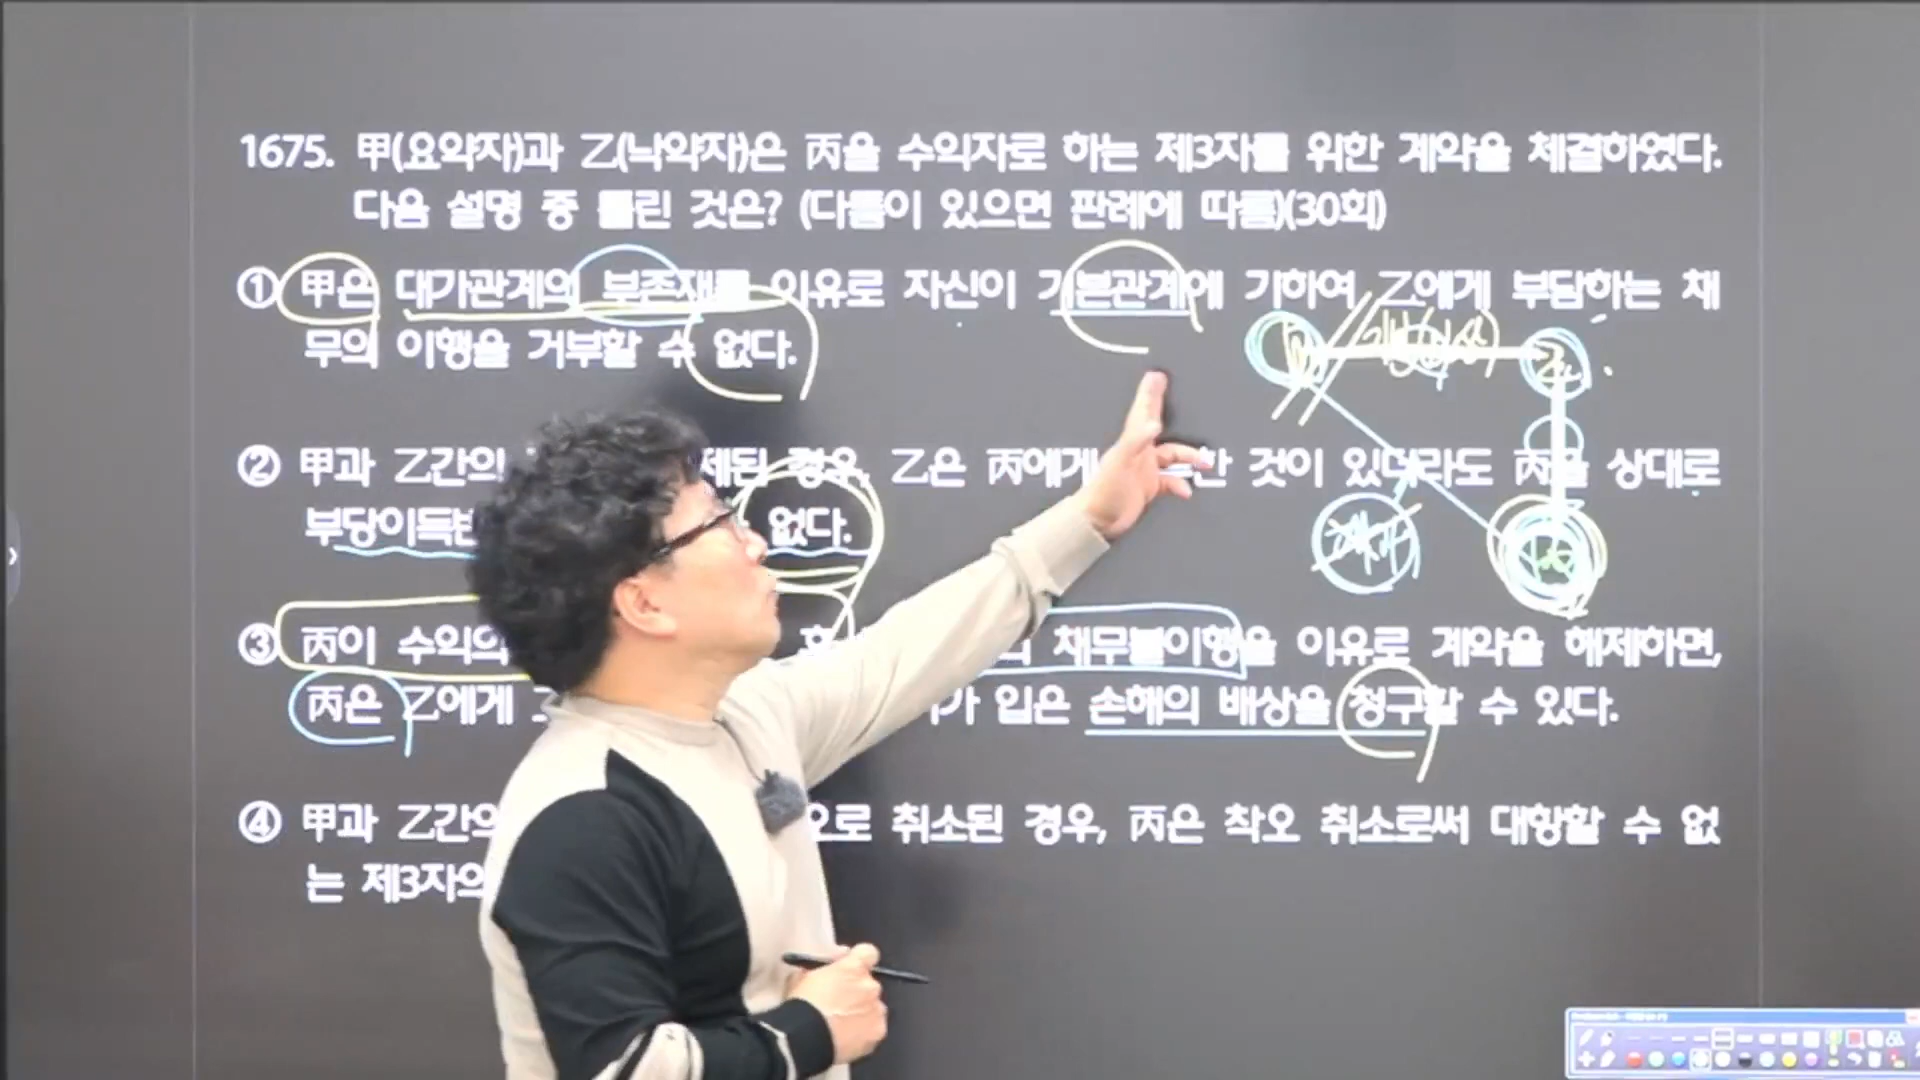 1675. 甲(요약자)과 乙(낙약자)은 丙을 수익자로 하는 제3자를 위한 계약을 체결하였다.
다음 설명 중 틀린 것은? (다툼이 있으면 판례에 따름)(30회)
① 甲은 대가관계의 부존재를 이유로 자신이 기본관계에 기하여 乙에게 부담하는 채
무의 이행을 거부할 수 없다.
② 甲과 乙간의 제된 경우, 乙은 丙에게 한 것이 있더라도 丙을 상대로
부당이득반 없다.
③ 丙이 수익의 후 채무불이행을 이유로 계약을 해제하면,
丙은 乙에게 가 입은 손해의 배상을 청구할 수 있다.
④ 甲과 乙간의 으로 취소된 경우, 丙은 착오 취소로써 대항할 수 없
는 제3자의